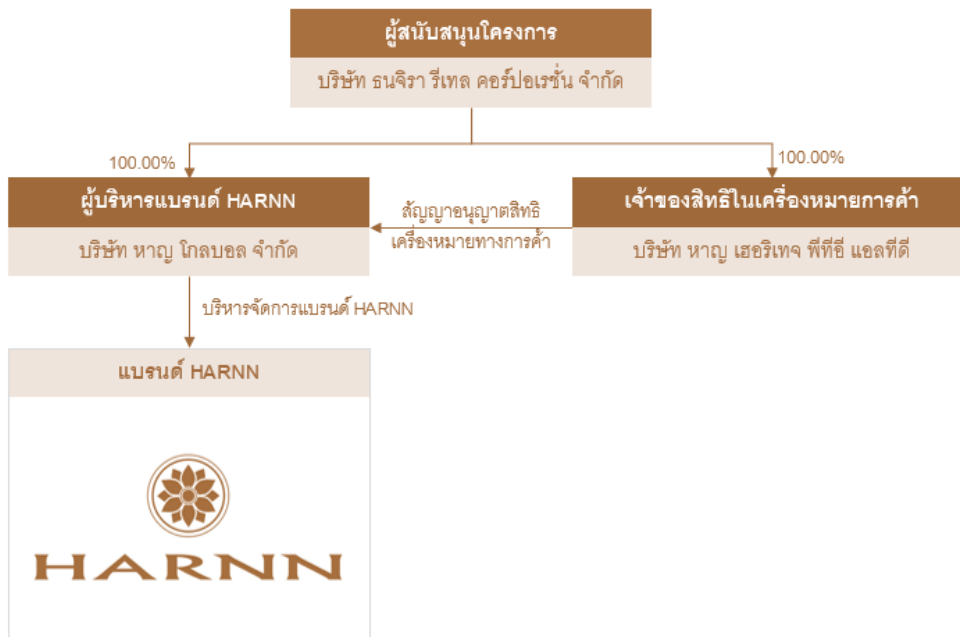 ผู้สนับสนุนโครงการ
บริษัท ธนจิรา รีเทล คอร์ปอเรชั่น จำกัด
100.00%
100.00%
ผู้บริหารแบรนด์ HARNN
บริษัท หาญ โกลบอล จำกัด
สัญญาอนุญาตสิทธิ
เครื่องหมายทางการค้า
เจ้าของสิทธิในเครื่องหมายการค้า
บริษัท หาญ เฮอริเทจ พีทีอี แอลทีดี
บริหารจัดการแบรนด์ HARNN
แบรนด์ HARNN
HARNN